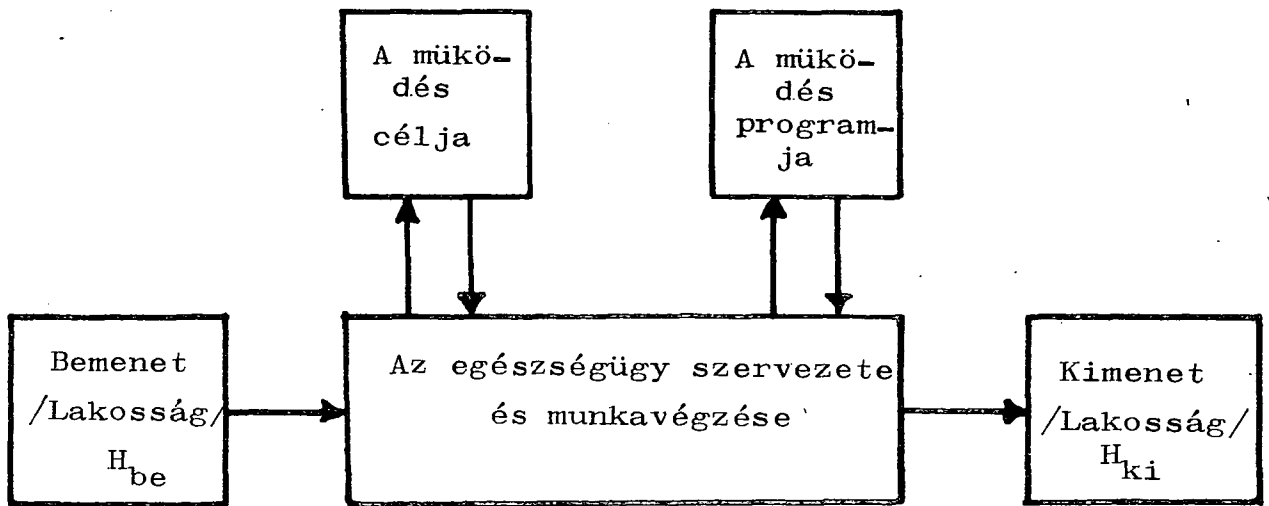 A mükö-
dés
célja
A mükö-
dés
program-
ja
Bemenet
/Lakosság/
H_be
Az egészségügy szervezete
és munkavégzése
Kimenet
/Lakosság/
H_ki